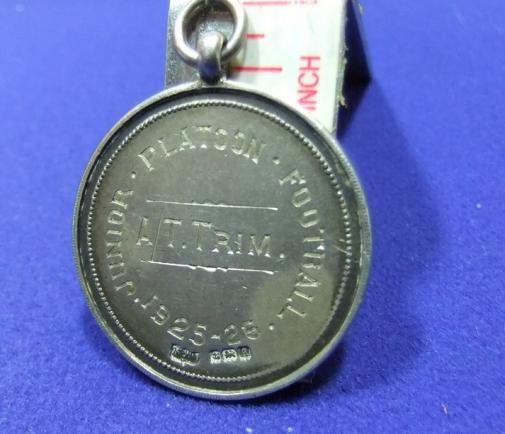 JUNIOR · PLATOON · FOOTBALL ·
A.T. TRIM.
1925-26
INCH